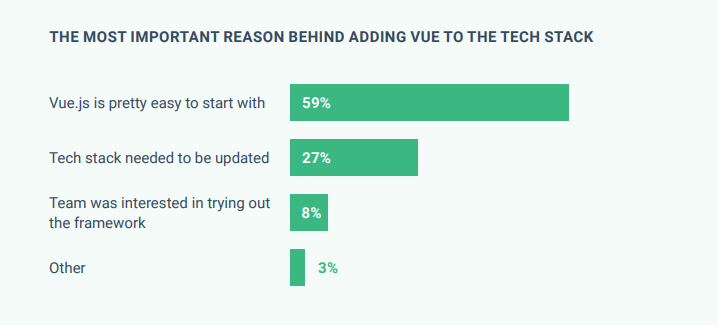 THE MOST IMPORTANT REASON BEHIND ADDING VUE TO THE TECH STACK
Vue.js is pretty easy to start with 59%
Tech stack needed to be updated 27%
Team was interested in trying out
the framework 8%
Other 3%